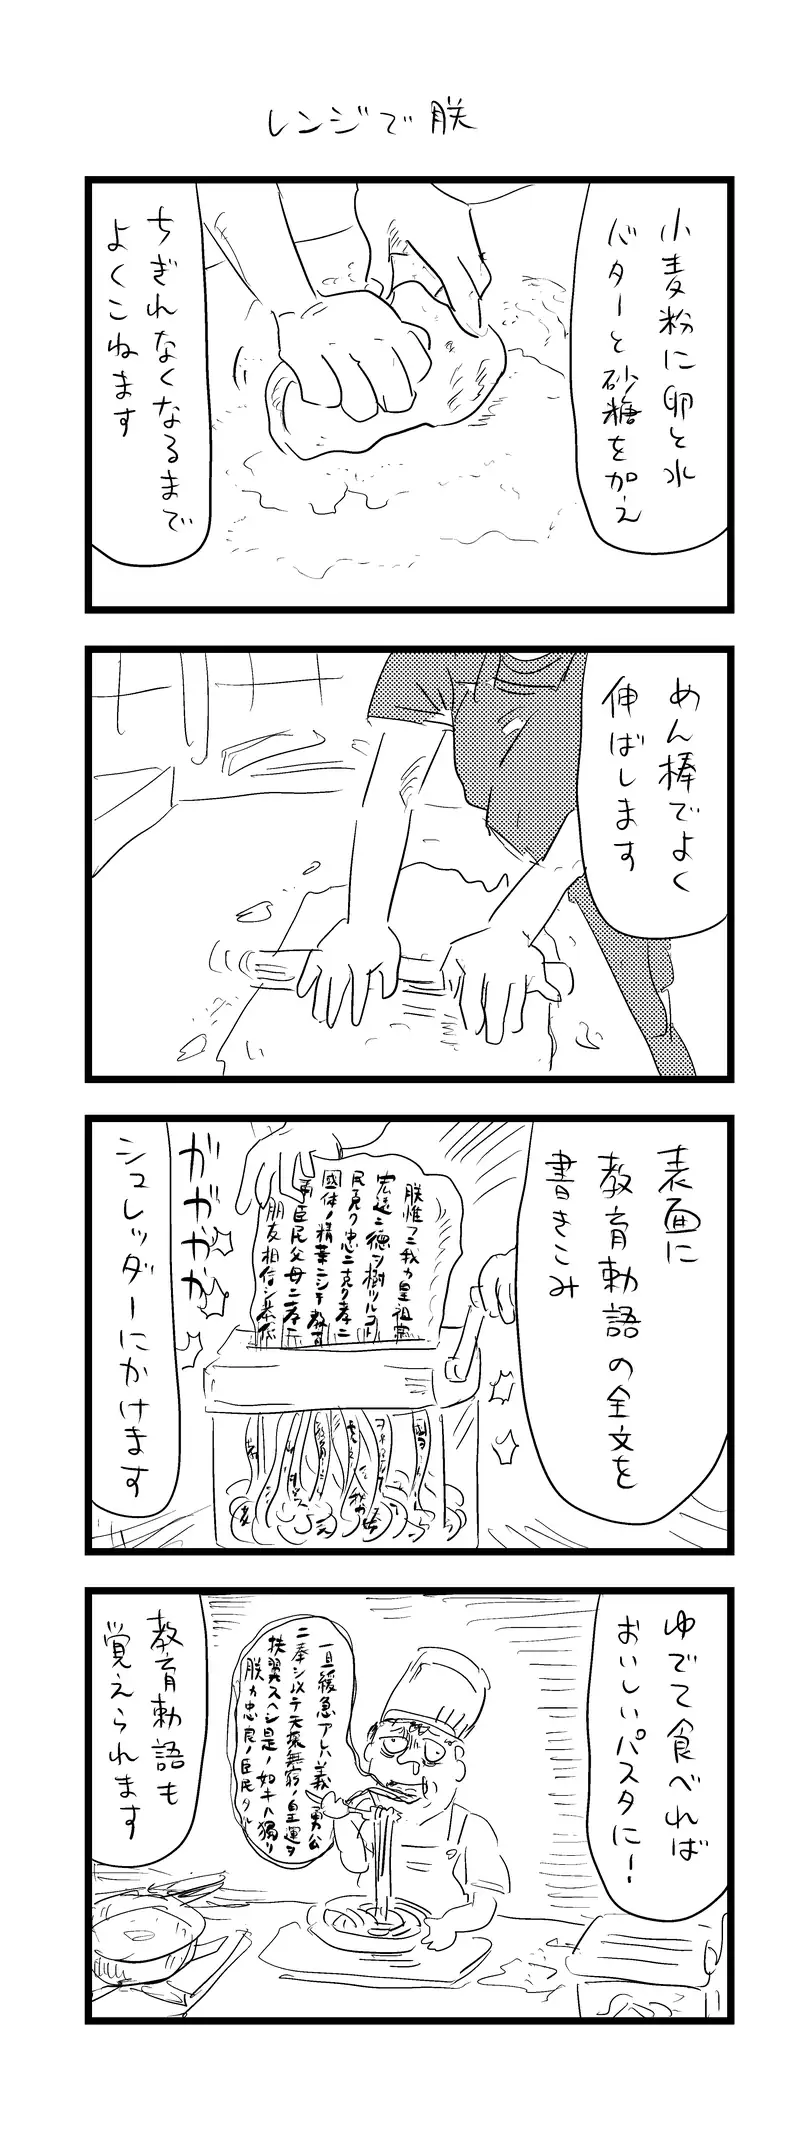 レンジで朕
小麦粉に卵と水
バターと砂糖を加え
ちぎれなくなるまで
よくこねます
めん棒でよく
伸ばします
表面に
教育勅語の全文を
書きこみ
朕惟フニ我カ皇祖宗
宏遠ニ徳ヲ樹ツルコト
民克ク忠ニ克ク孝ニ
國体ノ精華ニシテ教育
爾臣民父母ニ孝ニ
朋友相信シ恭儉
ガガガガ
シュレッダーにかけます
ゆでて食べれば
おいしいパスタに!
一旦緩急アレハ義勇公
ニ奉シ以テ天壌無窮ノ皇運ヲ
扶翼スヘシ是ノ如キハ獨リ
朕カ忠良ノ臣民タル
教育勅語も
覚えられます